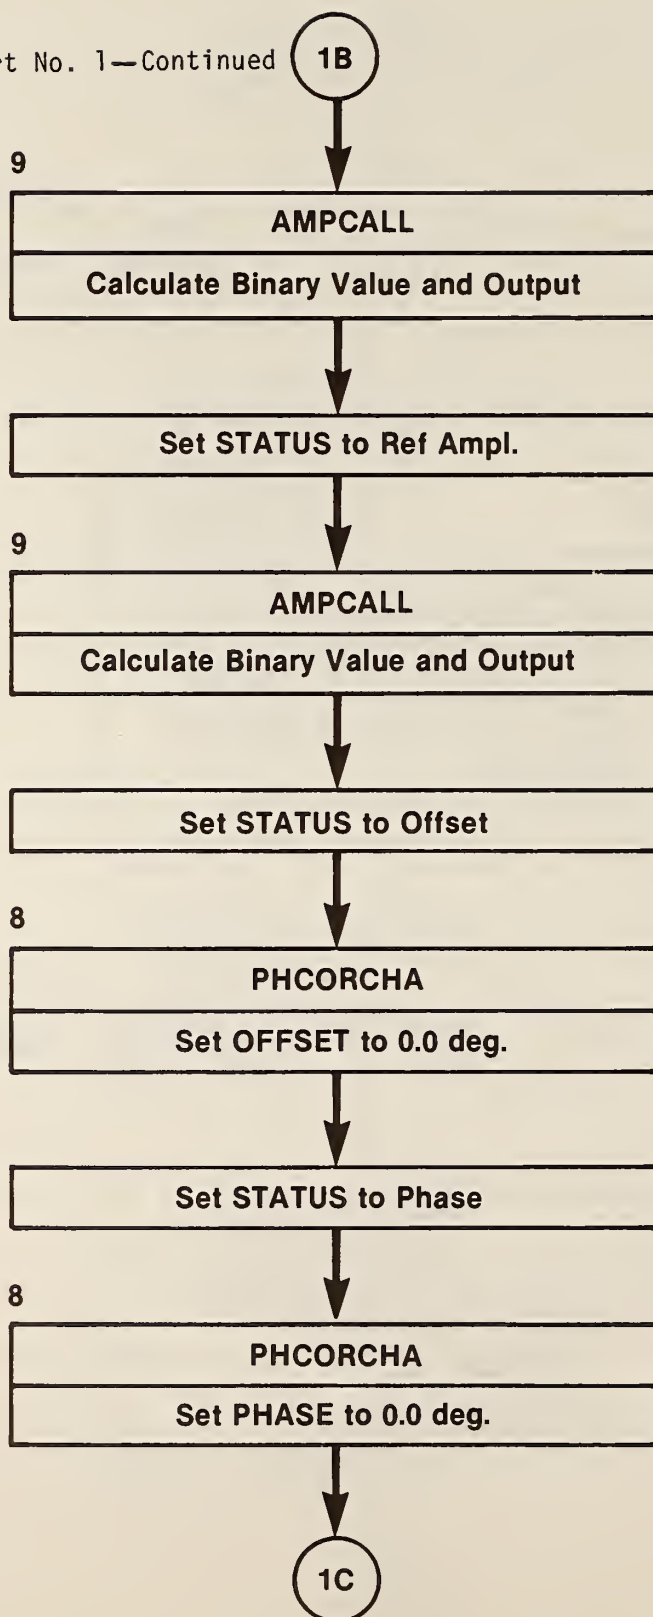 t No. 1—Continued
1B
9
AMPCALL
Calculate Binary Value and Output
Set STATUS to Ref Ampl.
9
AMPCALL
Calculate Binary Value and Output
Set STATUS to Offset
8
PHCORCHA
Set OFFSET to 0.0 deg.
Set STATUS to Phase
8
PHCORCHA
Set PHASE to 0.0 deg.
1C